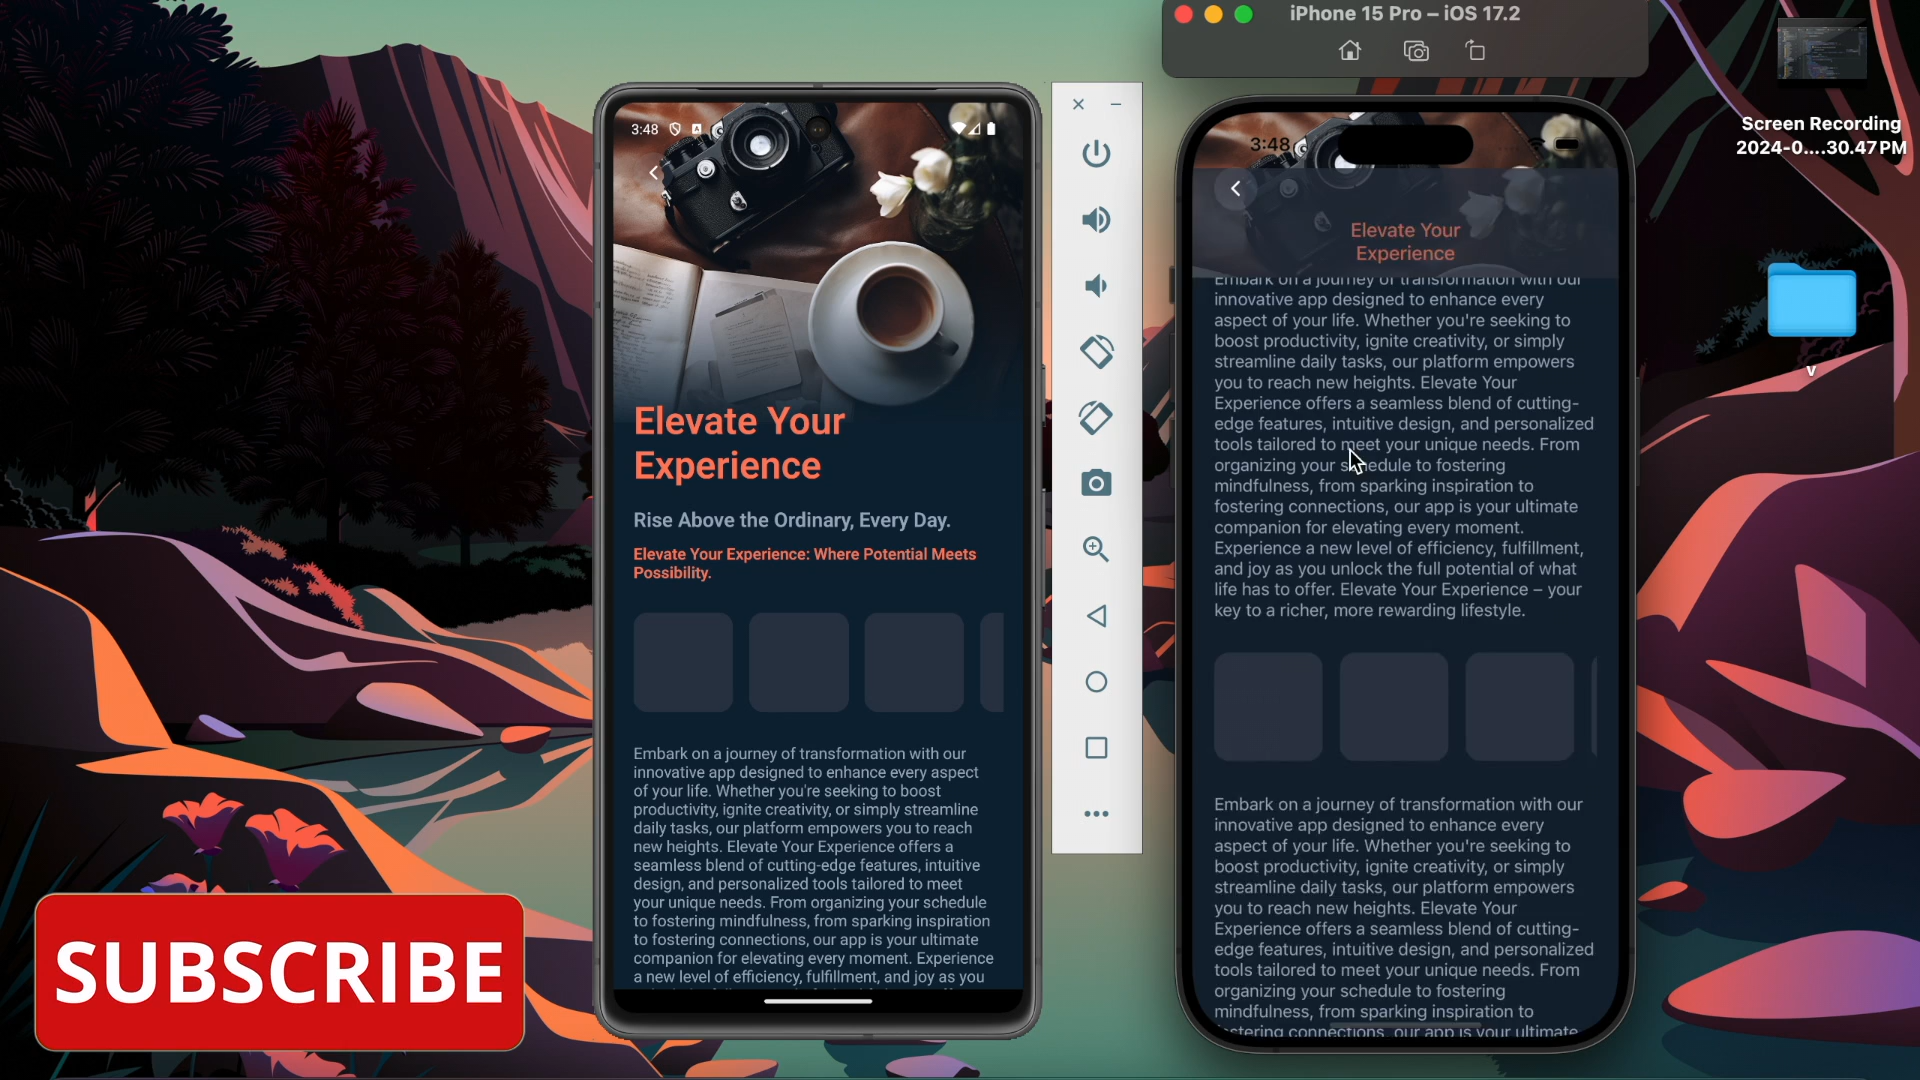 iPhone 15 Pro – iOS 17.2
Screen Recording
2024-0....30.47 PM
v
3:48
Elevate Your
Experience
Rise Above the Ordinary, Every Day.
Elevate Your Experience: Where Potential Meets
Possibility.
Embark on a journey of transformation with our
innovative app designed to enhance every aspect
of your life. Whether you're seeking to boost
productivity, ignite creativity, or simply streamline
daily tasks, our platform empowers you to reach
new heights. Elevate Your Experience offers a
seamless blend of cutting-edge features, intuitive
design, and personalized tools tailored to meet
your unique needs. From organizing your schedule
to fostering mindfulness, from sparking inspiration
to fostering connections, our app is your ultimate
companion for elevating every moment. Experience
a new level of efficiency, fulfillment, and joy as you
3:48
Elevate Your
Experience
Embark on a journey of transformation with our
innovative app designed to enhance every
aspect of your life. Whether you're seeking to
boost productivity, ignite creativity, or simply
streamline daily tasks, our platform empowers
you to reach new heights. Elevate Your
Experience offers a seamless blend of cutting-
edge features, intuitive design, and personalized
tools tailored to meet your unique needs. From
organizing your schedule to fostering
mindfulness, from sparking inspiration to
fostering connections, our app is your ultimate
companion for elevating every moment.
Experience a new level of efficiency, fulfillment,
and joy as you unlock the full potential of what
life has to offer. Elevate Your Experience – your
key to a richer, more rewarding lifestyle.
Embark on a journey of transformation with our
innovative app designed to enhance every
aspect of your life. Whether you're seeking to
boost productivity, ignite creativity, or simply
streamline daily tasks, our platform empowers
you to reach new heights. Elevate Your
Experience offers a seamless blend of cutting-
edge features, intuitive design, and personalized
tools tailored to meet your unique needs. From
organizing your schedule to fostering
mindfulness, from sparking inspiration to
fostering connections, our app is your ultimate
SUBSCRIBE